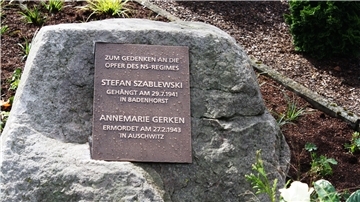 ZUM GEDENKEN AN DIE
OPFER DES NS-REGIMES
STEFAN SZABLEWSKI
GEHÄNGT AM 29.7.1941
IN BADENHORST
ANNEMARIE GERKEN
ERMORDET AM 27.2.1943
IN AUSCHWITZ